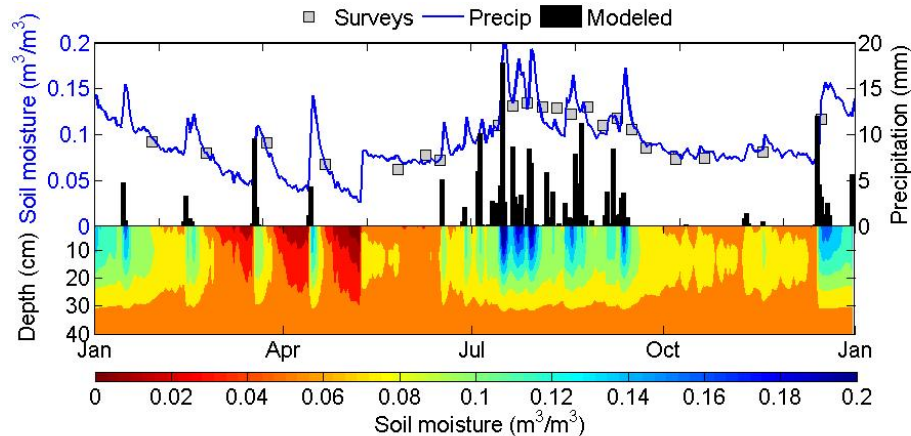 Surveys Precip Modeled
Soil moisture (m³/m³)
0.2
0.15
0.1
0.05
0
Precipitation (mm)
20
15
10
5
0
Depth (cm)
10
20
30
40
Jan Apr Jul Oct Jan
0 0.02 0.04 0.06 0.08 0.1 0.12 0.14 0.16 0.18 0.2
Soil moisture (m³/m³)